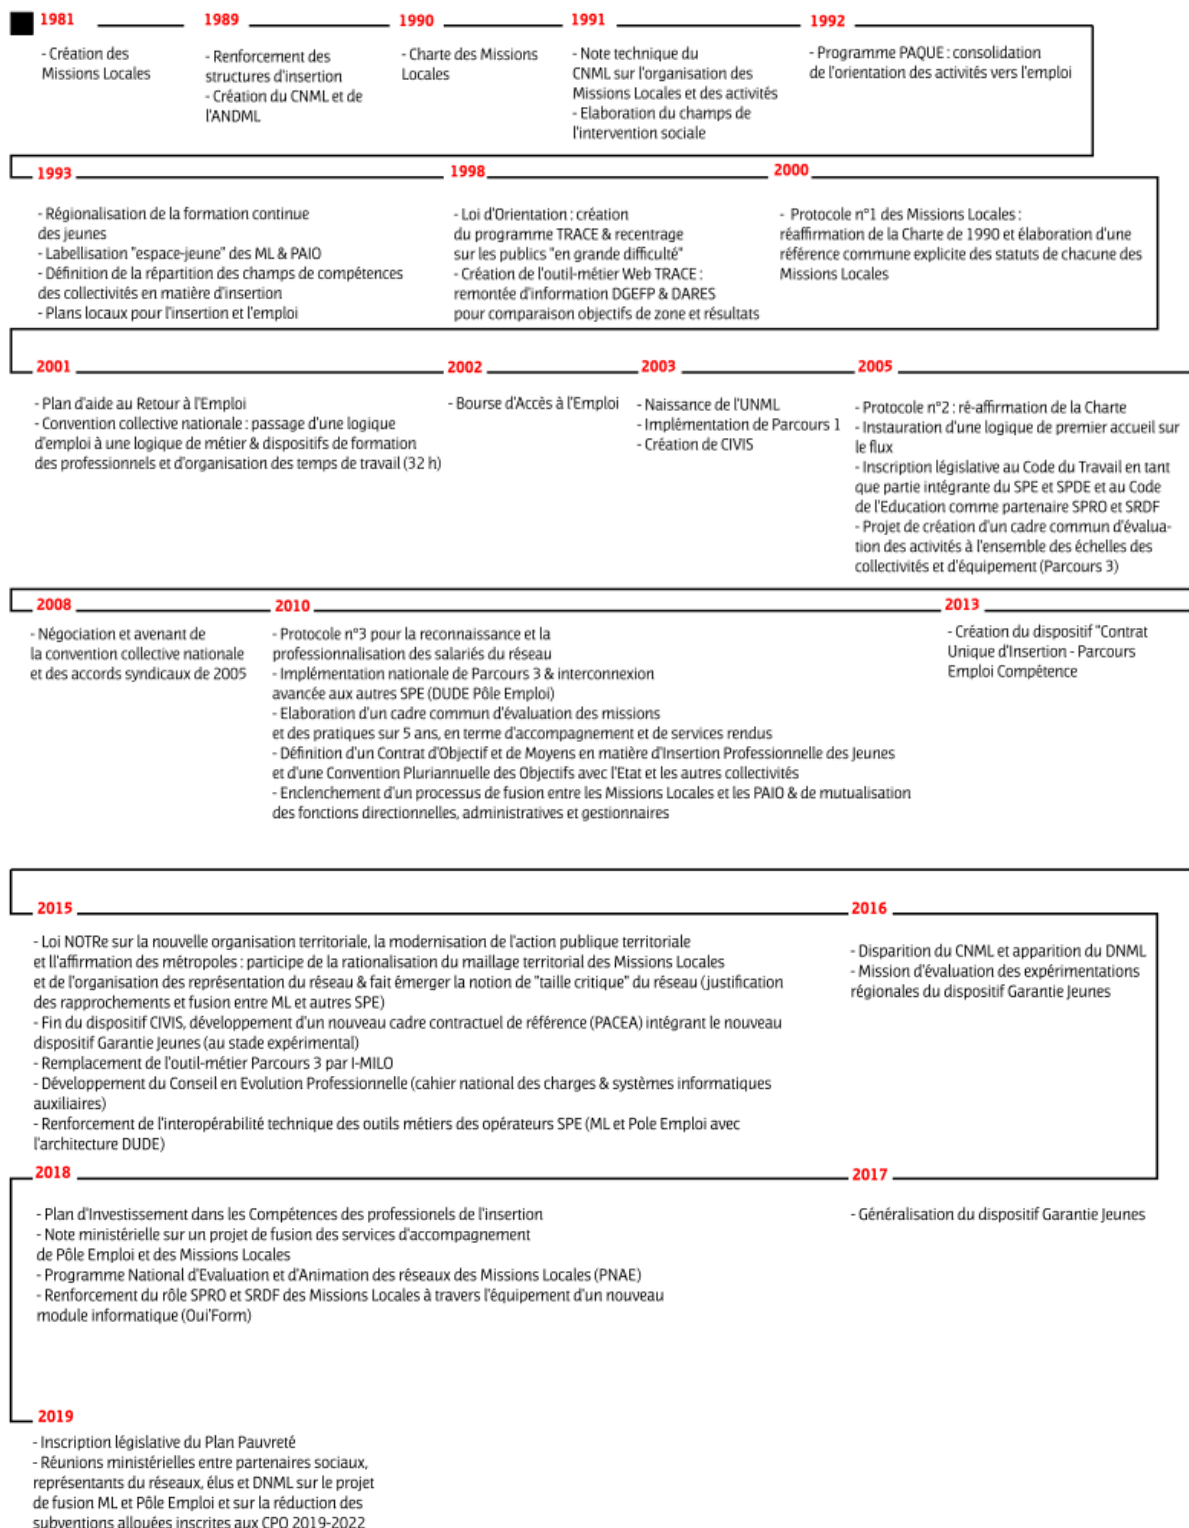 1981
- Création des
Missions Locales
1989
- Renforcement des
structures d'insertion
- Création du CNML et de
l'ANDML
1990
- Charte des Missions
Locales
1991
- Note technique du
CNML sur l'organisation des
Missions Locales et des activités
- Elaboration du champs de
l'intervention sociale
1992
- Programme PAQUE : consolidation
de l'orientation des activités vers l'emploi
1993
- Régionalisation de la formation continue
des jeunes
- Labellisation "espace-jeune" des ML & PAIO
- Définition de la répartition des champs de compétences
des collectivités en matière d'insertion
- Plans locaux pour l'insertion et l'emploi
1998
- Loi d'Orientation : création
du programme TRACE & recentrage
sur les publics "en grande difficulté"
- Création de l'outil-métier Web TRACE :
remontée d'information DGEFP & DARES
pour comparaison objectifs de zone et résultats
2000
- Protocole n°1 des Missions Locales :
réaffirmation de la Charte de 1990 et élaboration d'une
référence commune explicite des statuts de chacune des
Missions Locales
2001
- Plan d'aide au Retour à l'Emploi
- Convention collective nationale : passage d'une logique
d'emploi à une logique de métier & dispositifs de formation
des professionnels et d'organisation des temps de travail (32 h)
2002
- Bourse d'Accès à l'Emploi
2003
- Naissance de l'UNML
- Implémentation de Parcours 1
- Création de CIVIS
2005
- Protocole n°2 : ré-affirmation de la Charte
- Instauration d'une logique de premier accueil sur
le flux
- Inscription législative au Code du Travail en tant
que partie intégrante du SPE et SPDE et au Code
de l'Education comme partenaire SPRO et SRDF
- Projet de création d'un cadre commun d'évalua-
tion des activités à l'ensemble des échelles des
collectivités et d'équipement (Parcours 3)
2008
- Négociation et avenant de
la convention collective nationale
et des accords syndicaux de 2005
2010
- Protocole n°3 pour la reconnaissance et la
professionnalisation des salariés du réseau
- Implémentation nationale de Parcours 3 & interconnexion
avancée aux autres SPE (DUDE Pôle Emploi)
- Elaboration d'un cadre commun d'évaluation des missions
et des pratiques sur 5 ans, en terme d'accompagnement et de services rendus
- Définition d'un Contrat d'Objectif et de Moyens en matière d'Insertion Professionnelle des Jeunes
et d'une Convention Pluriannuelle des Objectifs avec l'Etat et les autres collectivités
- Enclenchement d'un processus de fusion entre les Missions Locales et les PAIO & de mutualisation
des fonctions directionnelles, administratives et gestionnaires
2013
- Création du dispositif "Contrat
Unique d'Insertion - Parcours
Emploi Compétence
2015
- Loi NOTRe sur la nouvelle organisation territoriale, la modernisation de l'action publique territoriale
et ll'affirmation des métropoles : participe de la rationalisation du maillage territorial des Missions Locales
et de l'organisation des représentation du réseau & fait émerger la notion de "taille critique" du réseau (justification
des rapprochements et fusion entre ML et autres SPE)
- Fin du dispositif CIVIS, développement d'un nouveau cadre contractuel de référence (PACEA) intégrant le nouveau
dispositif Garantie Jeunes (au stade expérimental)
- Remplacement de l'outil-métier Parcours 3 par I-MILO
- Développement du Conseil en Evolution Professionnelle (cahier national des charges & systèmes informatiques
auxiliaires)
- Renforcement de l'interopérabilité technique des outils métiers des opérateurs SPE (ML et Pole Emploi avec
l'architecture DUDE)
2016
- Disparition du CNML et apparition du DNML
- Mission d'évaluation des expérimentations
régionales du dispositif Garantie Jeunes
2017
- Généralisation du dispositif Garantie Jeunes
2018
- Plan d'Investissement dans les Compétences des professionels de l'insertion
- Note ministérielle sur un projet de fusion des services d'accompagnement
de Pôle Emploi et des Missions Locales
- Programme National d'Evaluation et d'Animation des réseaux des Missions Locales (PNAE)
- Renforcement du rôle SPRO et SRDF des Missions Locales à travers l'équipement d'un nouveau
module informatique (Oui'Form)
2019
- Inscription législative du Plan Pauvreté
- Réunions ministérielles entre partenaires sociaux,
représentants du réseaux, élus et DNML sur le projet
de fusion ML et Pôle Emploi et sur la réduction des
subventions allouées inscrites aux CPO 2019-2022